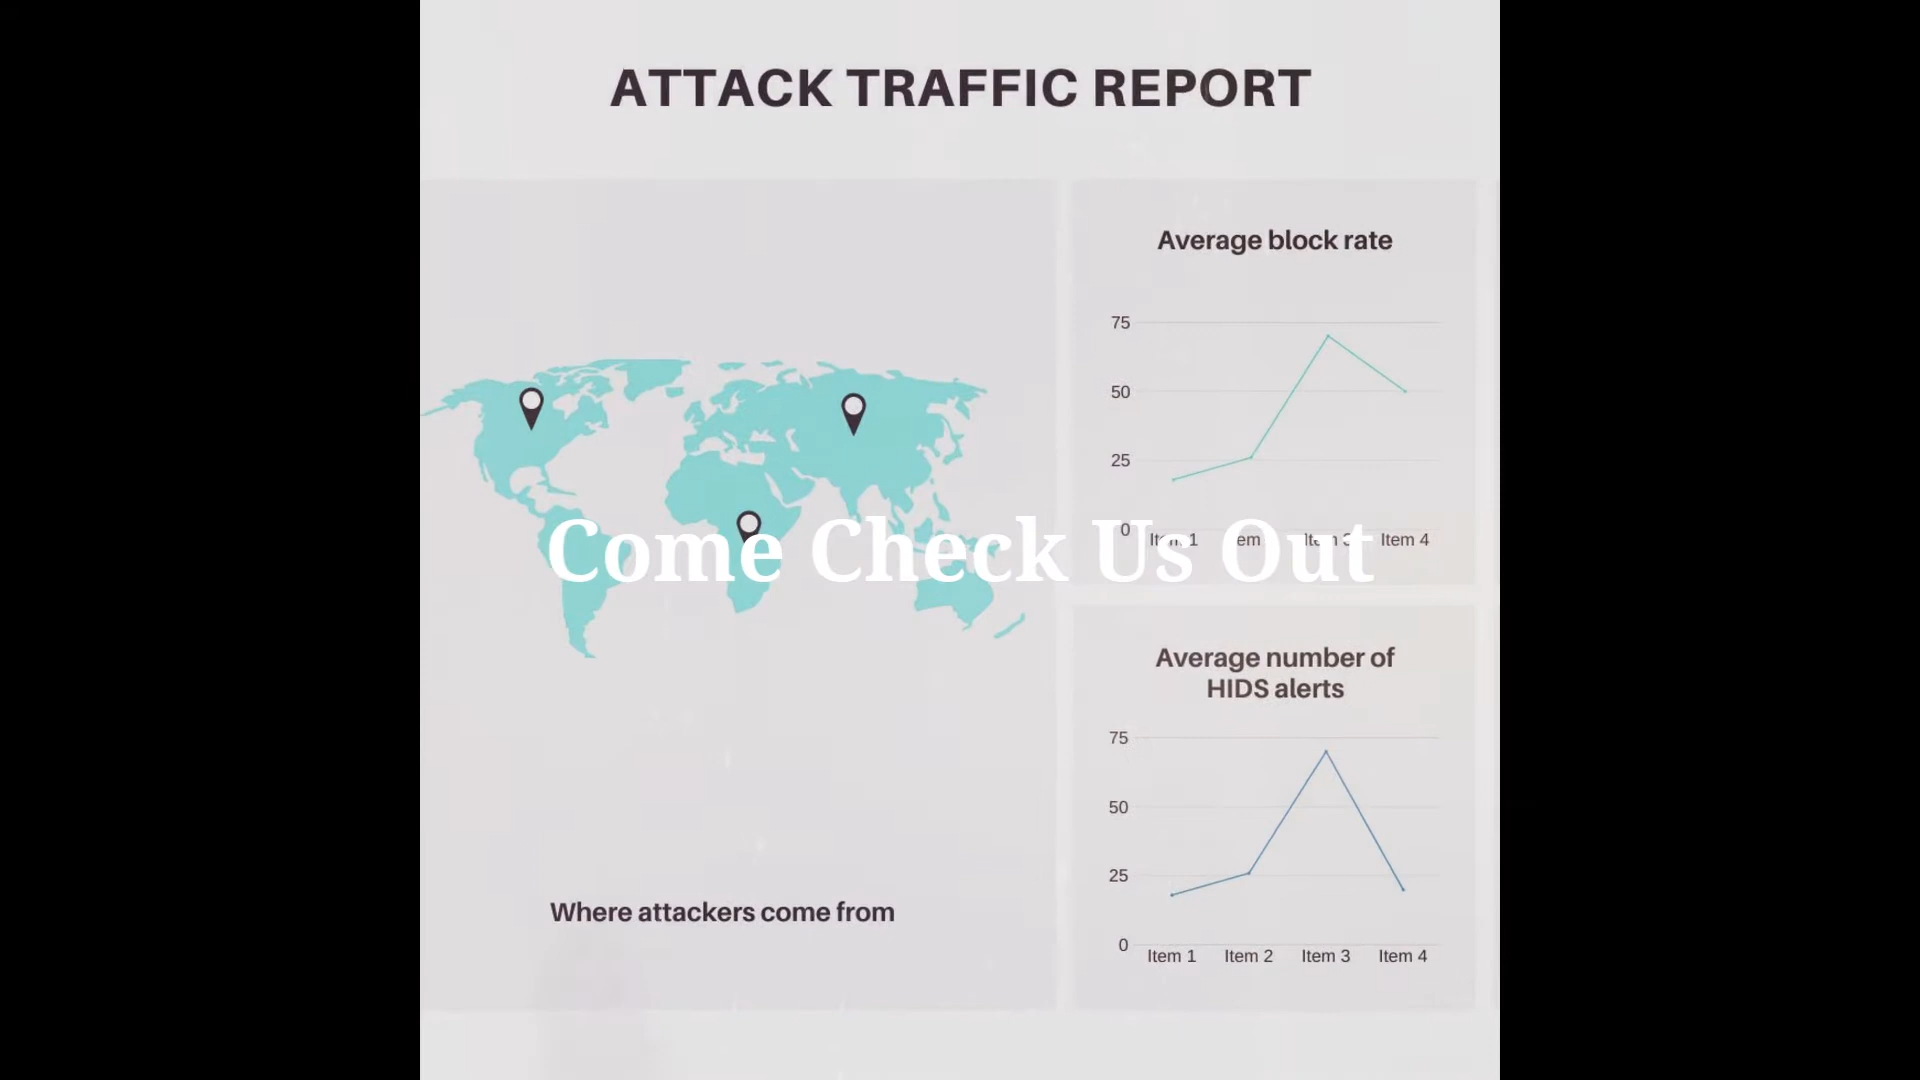 ATTACK TRAFFIC REPORT
Average block rate
75
50
25
0
Item 4
Come Check Us Out
Average number of
HIDS alerts
75
50
25
0
Item 1 Item 2 Item 3 Item 4
Where attackers come from